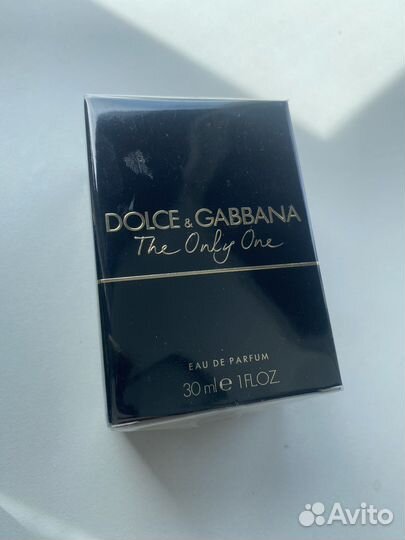 DOLCE & GABBANA
The Only One
EAU DE PARFUM
30 ml e 1 FL.OZ.
Avito